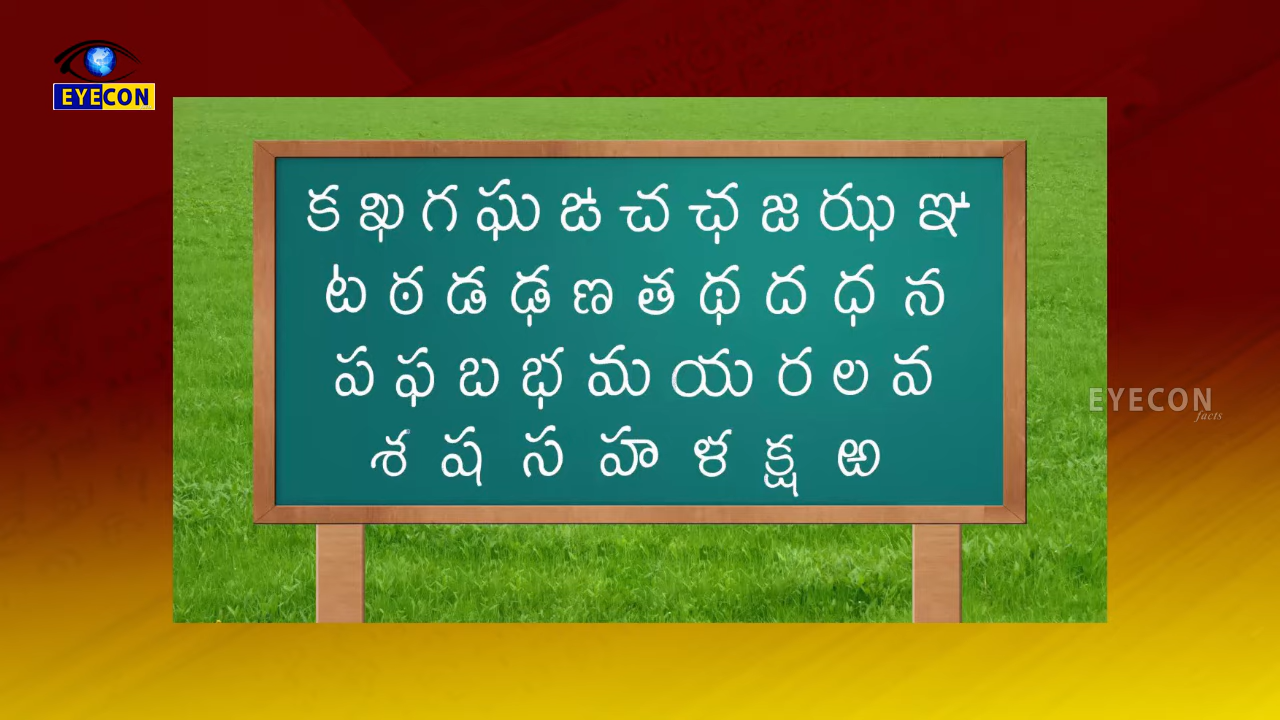 EYECON
క ఖ గ ఘ ఙ చ ఛ జ ఝ ఞ
ట ఠ డ ఢ ణ త థ ద ధ న
ప ఫ బ భ మ య ర ల వ
శ ష స హ ళ క్ష ఱ
EYECON
facts